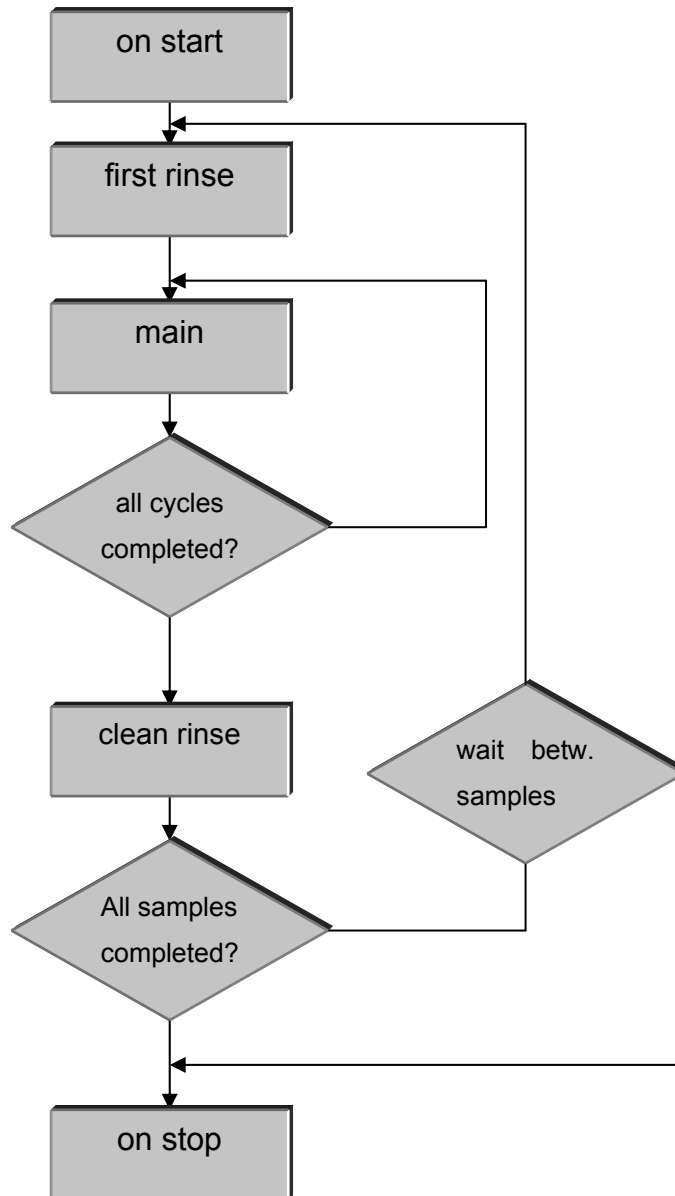 on start
first rinse
main
all cycles
completed?
clean rinse
wait betw.
samples
All samples
completed?
on stop